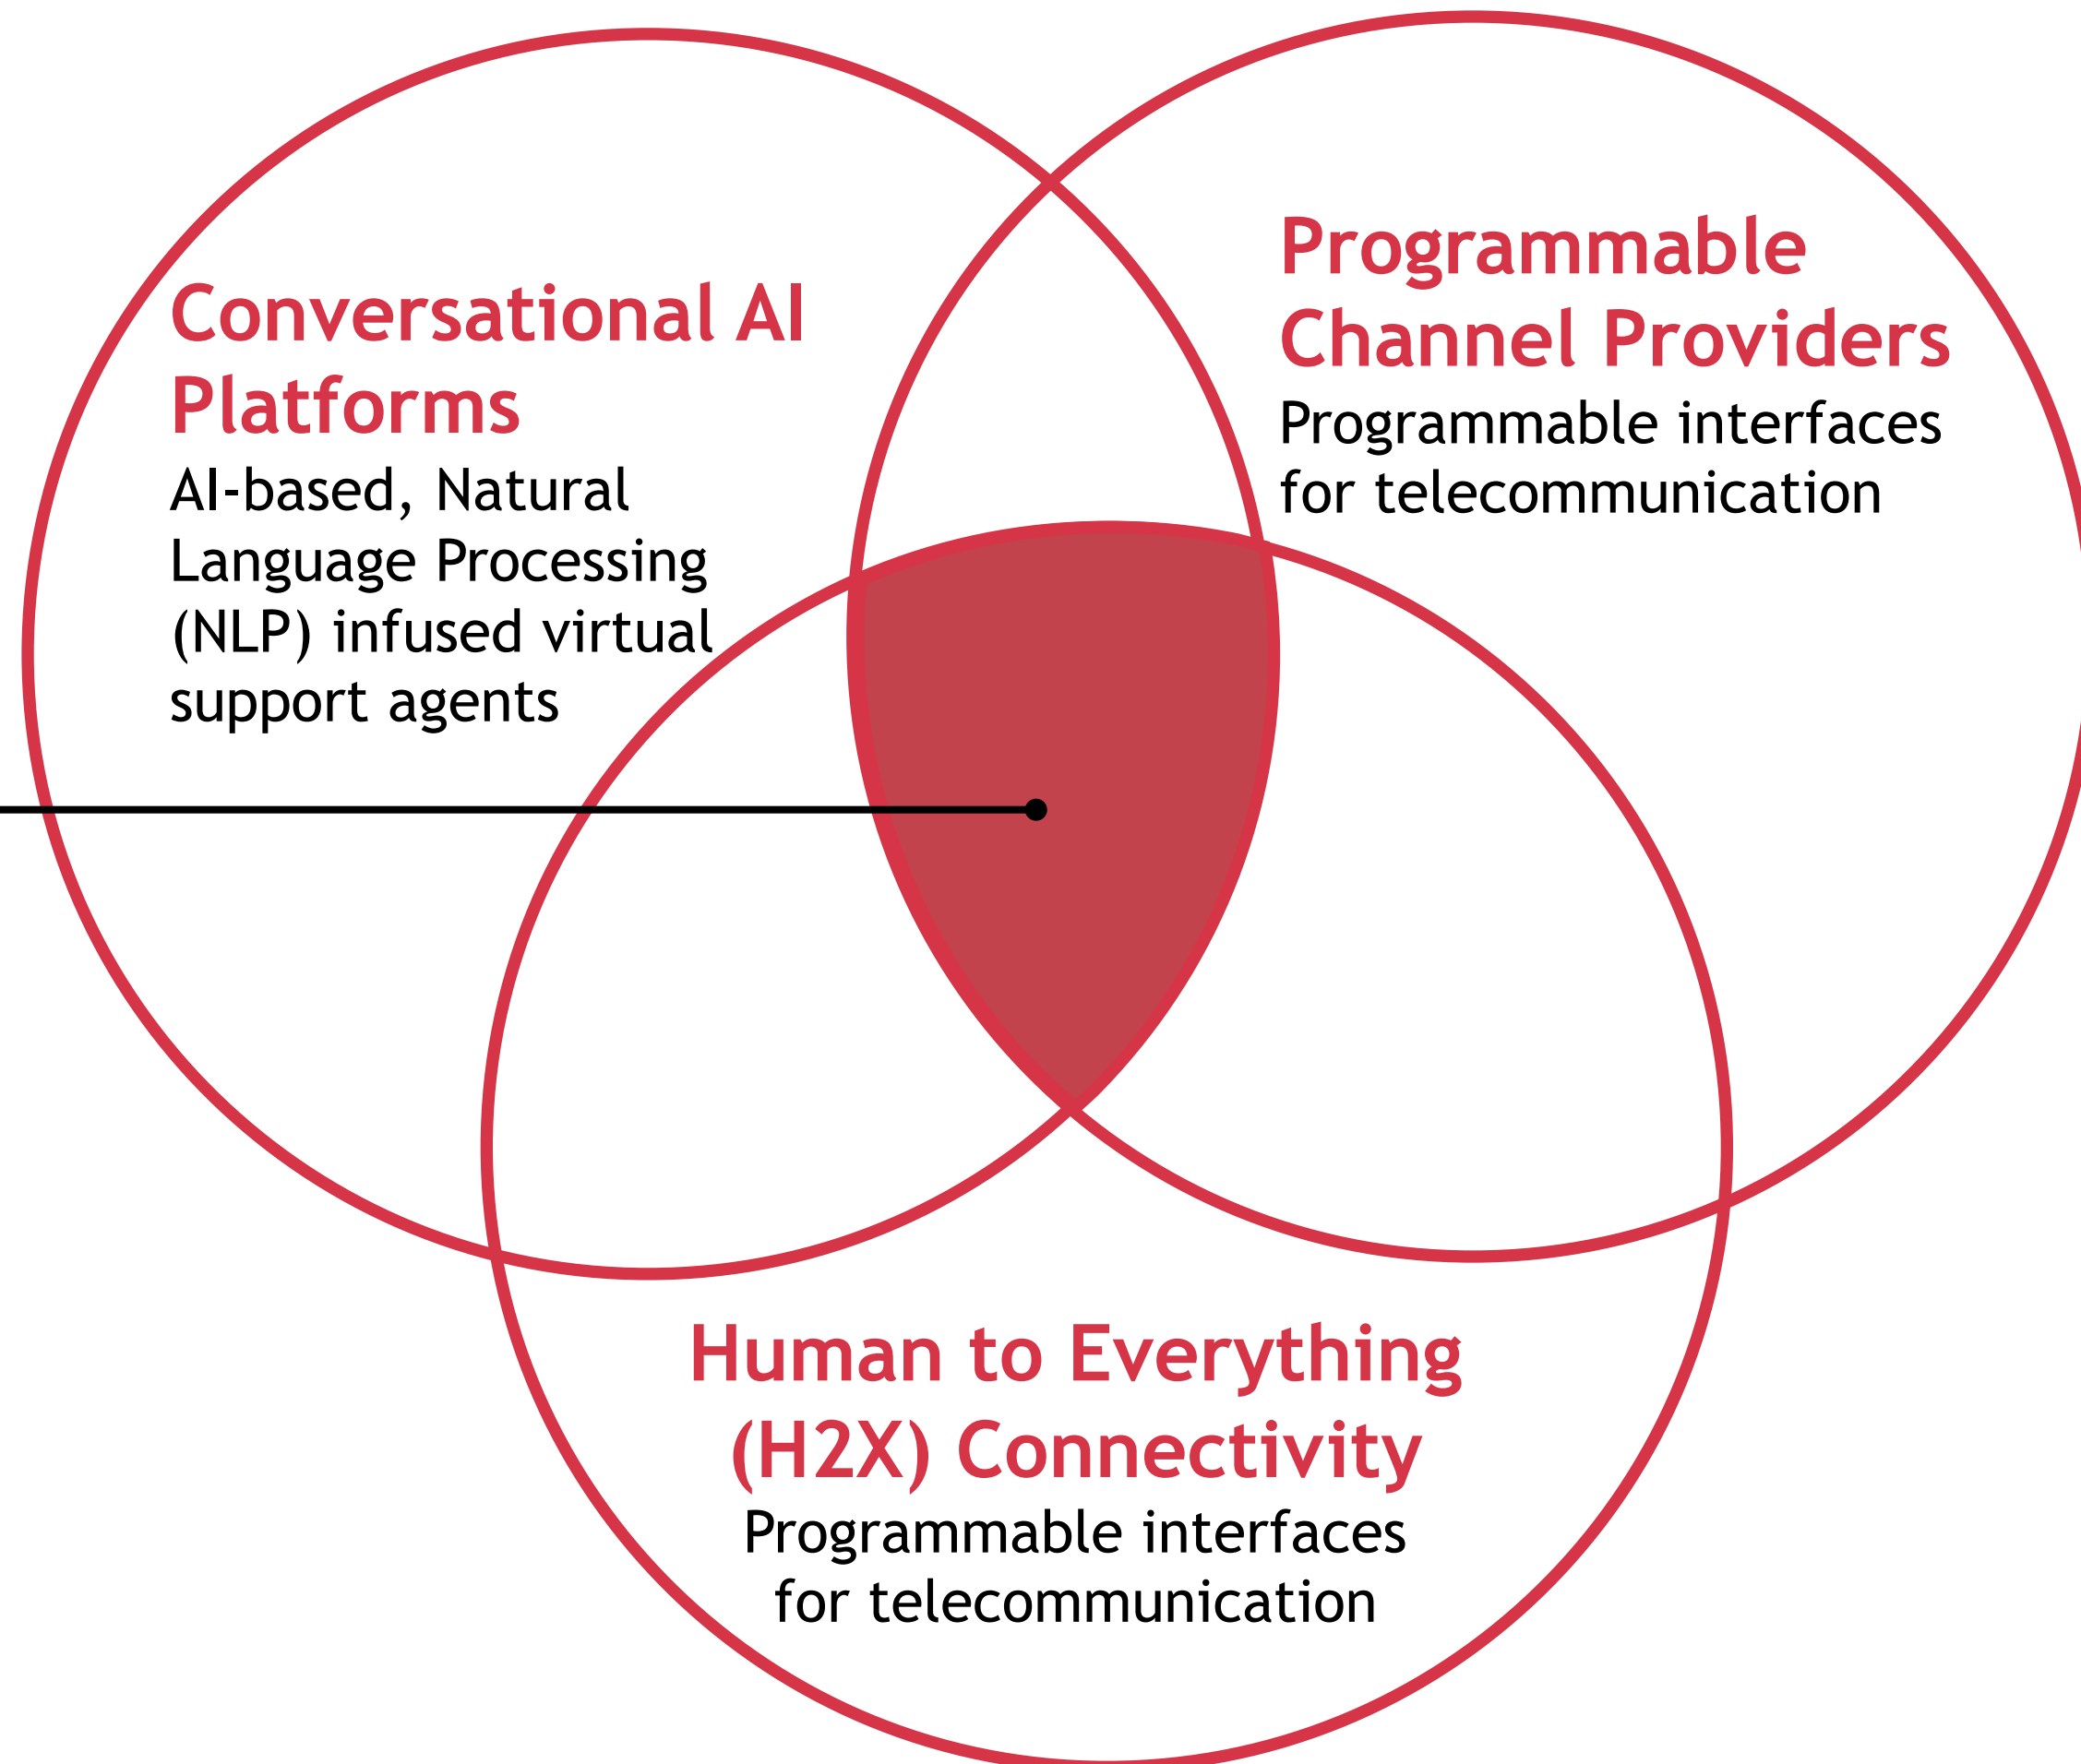 Conversational AI
Platforms
AI-based, Natural
Language Processing
(NLP) infused virtual
support agents
Programmable
Channel Providers
Programmable interfaces
for telecommunication
Human to Everything
(H2X) Connectivity
Programmable interfaces
for telecommunication